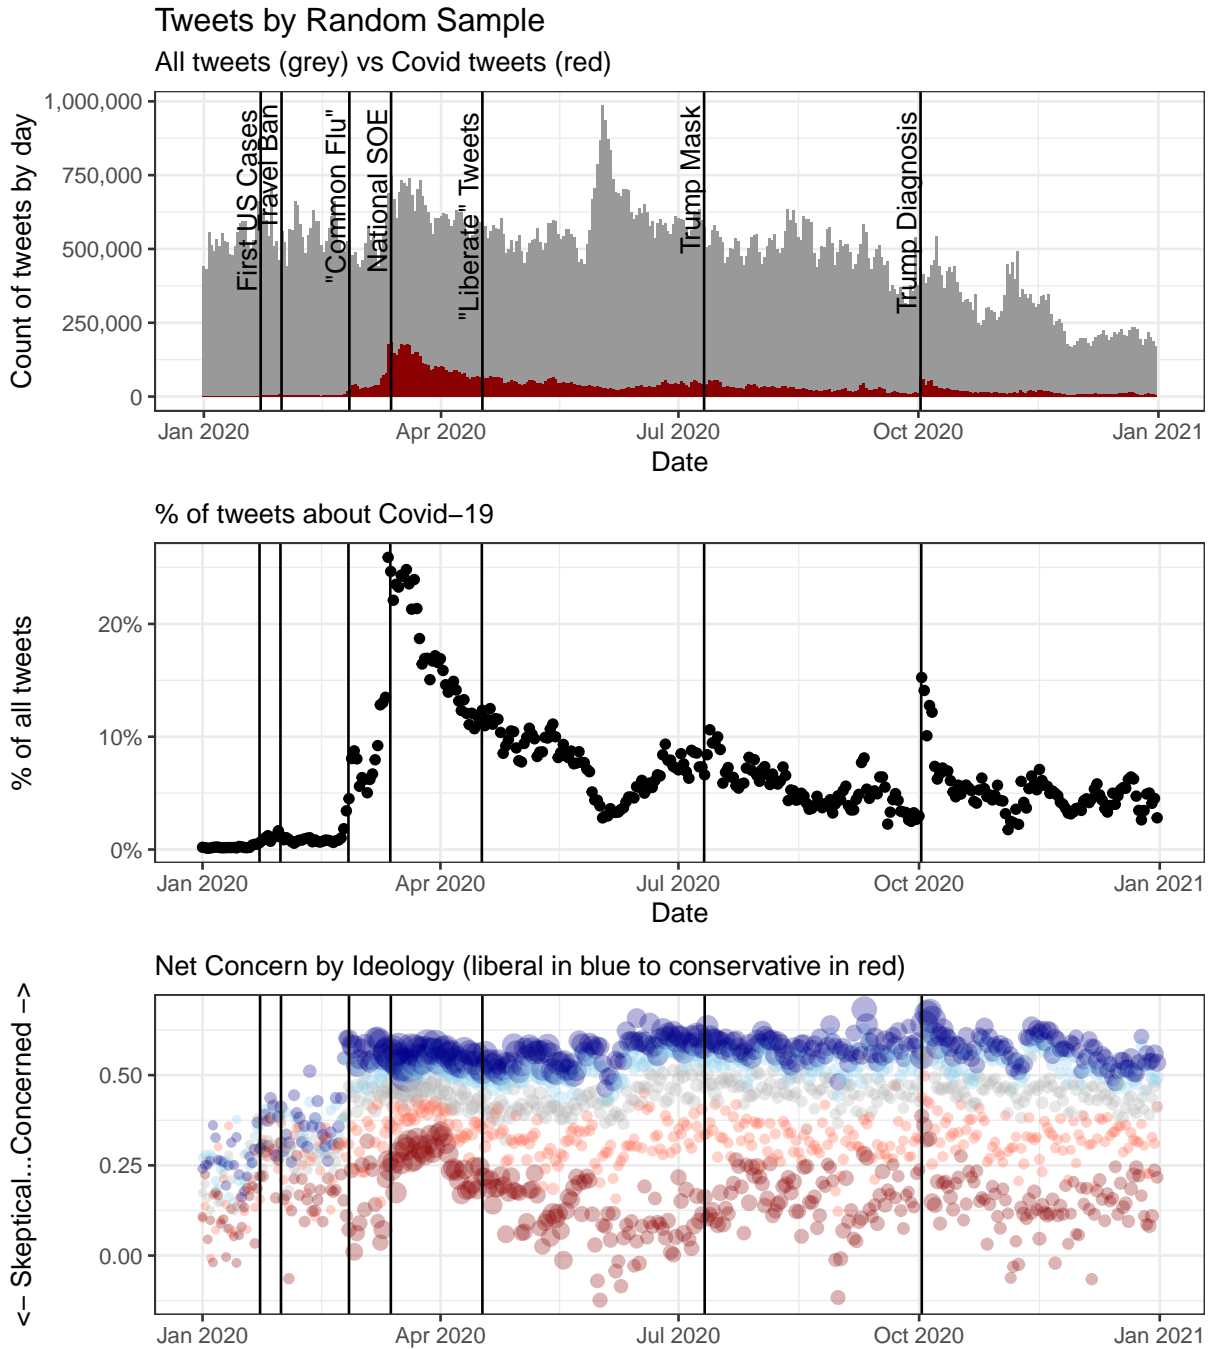 Tweets by Random Sample
All tweets (grey) vs Covid tweets (red)
Count of tweets by day
1,000,000
750,000
500,000
250,000
0
First US Cases
Travel Ban
"Common Flu"
National SOE
"Liberate" Tweets
Trump Mask
Trump Diagnosis
Jan 2020 Apr 2020 Jul 2020 Oct 2020 Jan 2021
Date
% of tweets about Covid−19
% of all tweets
20%
10%
0%
Jan 2020 Apr 2020 Jul 2020 Oct 2020 Jan 2021
Date
Net Concern by Ideology (liberal in blue to conservative in red)
<− Skeptical...Concerned −>
0.50
0.25
0.00
Jan 2020 Apr 2020 Jul 2020 Oct 2020 Jan 2021